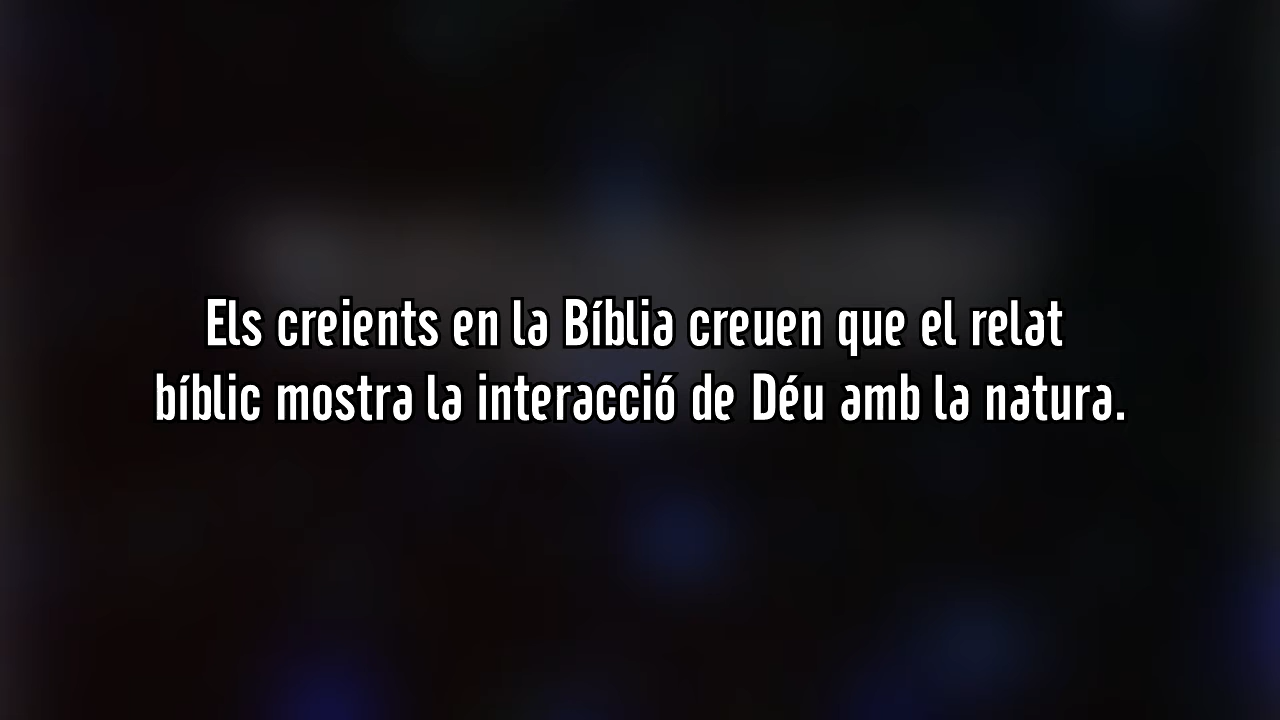 Els creients en la Bíblia creuen que el relat
bíblic mostra la interacció de Déu amb la natura.